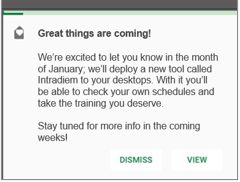 Great things are coming!
We're excited to let you know in the month
of January; we'll deploy a new tool called
Intradiem to your desktops. With it you'll
be able to check your own schedules and
take the training you deserve.
Stay tuned for more info in the coming
weeks!
DISMISS VIEW